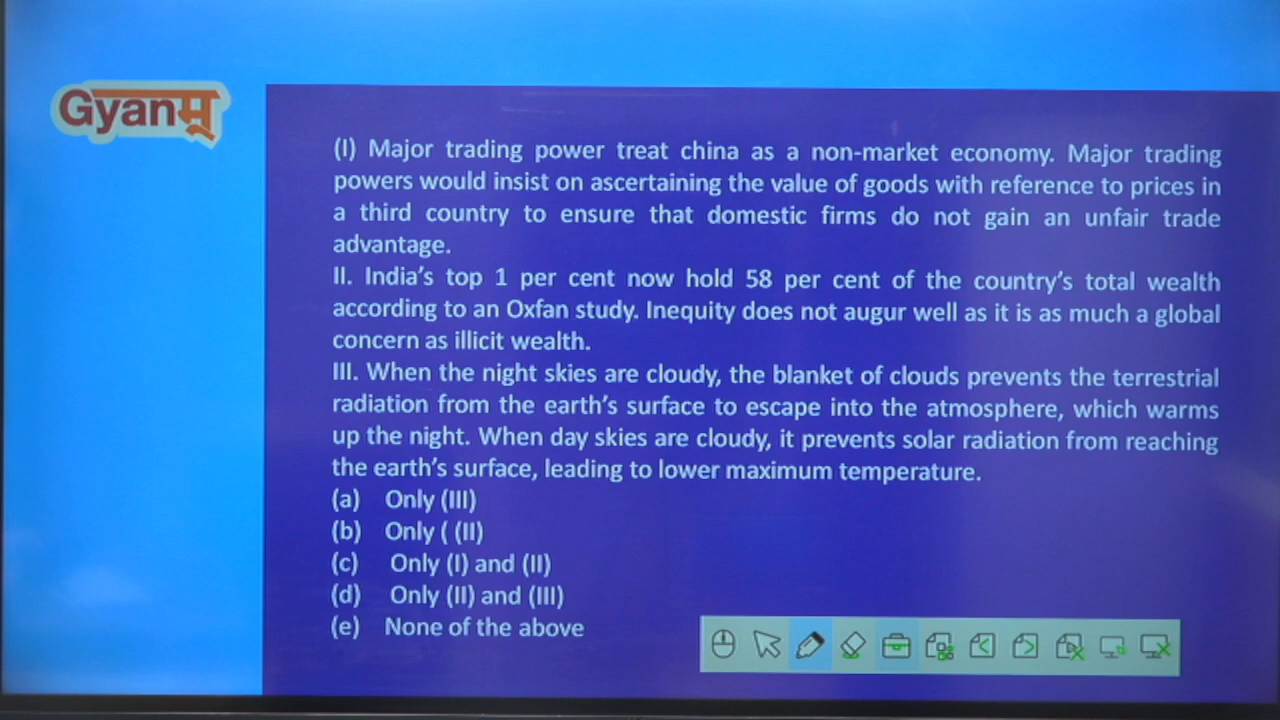 Gyanम्
(I) Major trading power treat china as a non-market economy. Major trading
powers would insist on ascertaining the value of goods with reference to prices in
a third country to ensure that domestic firms do not gain an unfair trade
advantage.
II. India’s top 1 per cent now hold 58 per cent of the country’s total wealth
according to an Oxfan study. Inequity does not augur well as it is as much a global
concern as illicit wealth.
III. When the night skies are cloudy, the blanket of clouds prevents the terrestrial
radiation from the earth’s surface to escape into the atmosphere, which warms
up the night. When day skies are cloudy, it prevents solar radiation from reaching
the earth’s surface, leading to lower maximum temperature.
(a) Only (III)
(b) Only ( (II)
(c) Only (I) and (II)
(d) Only (II) and (III)
(e) None of the above